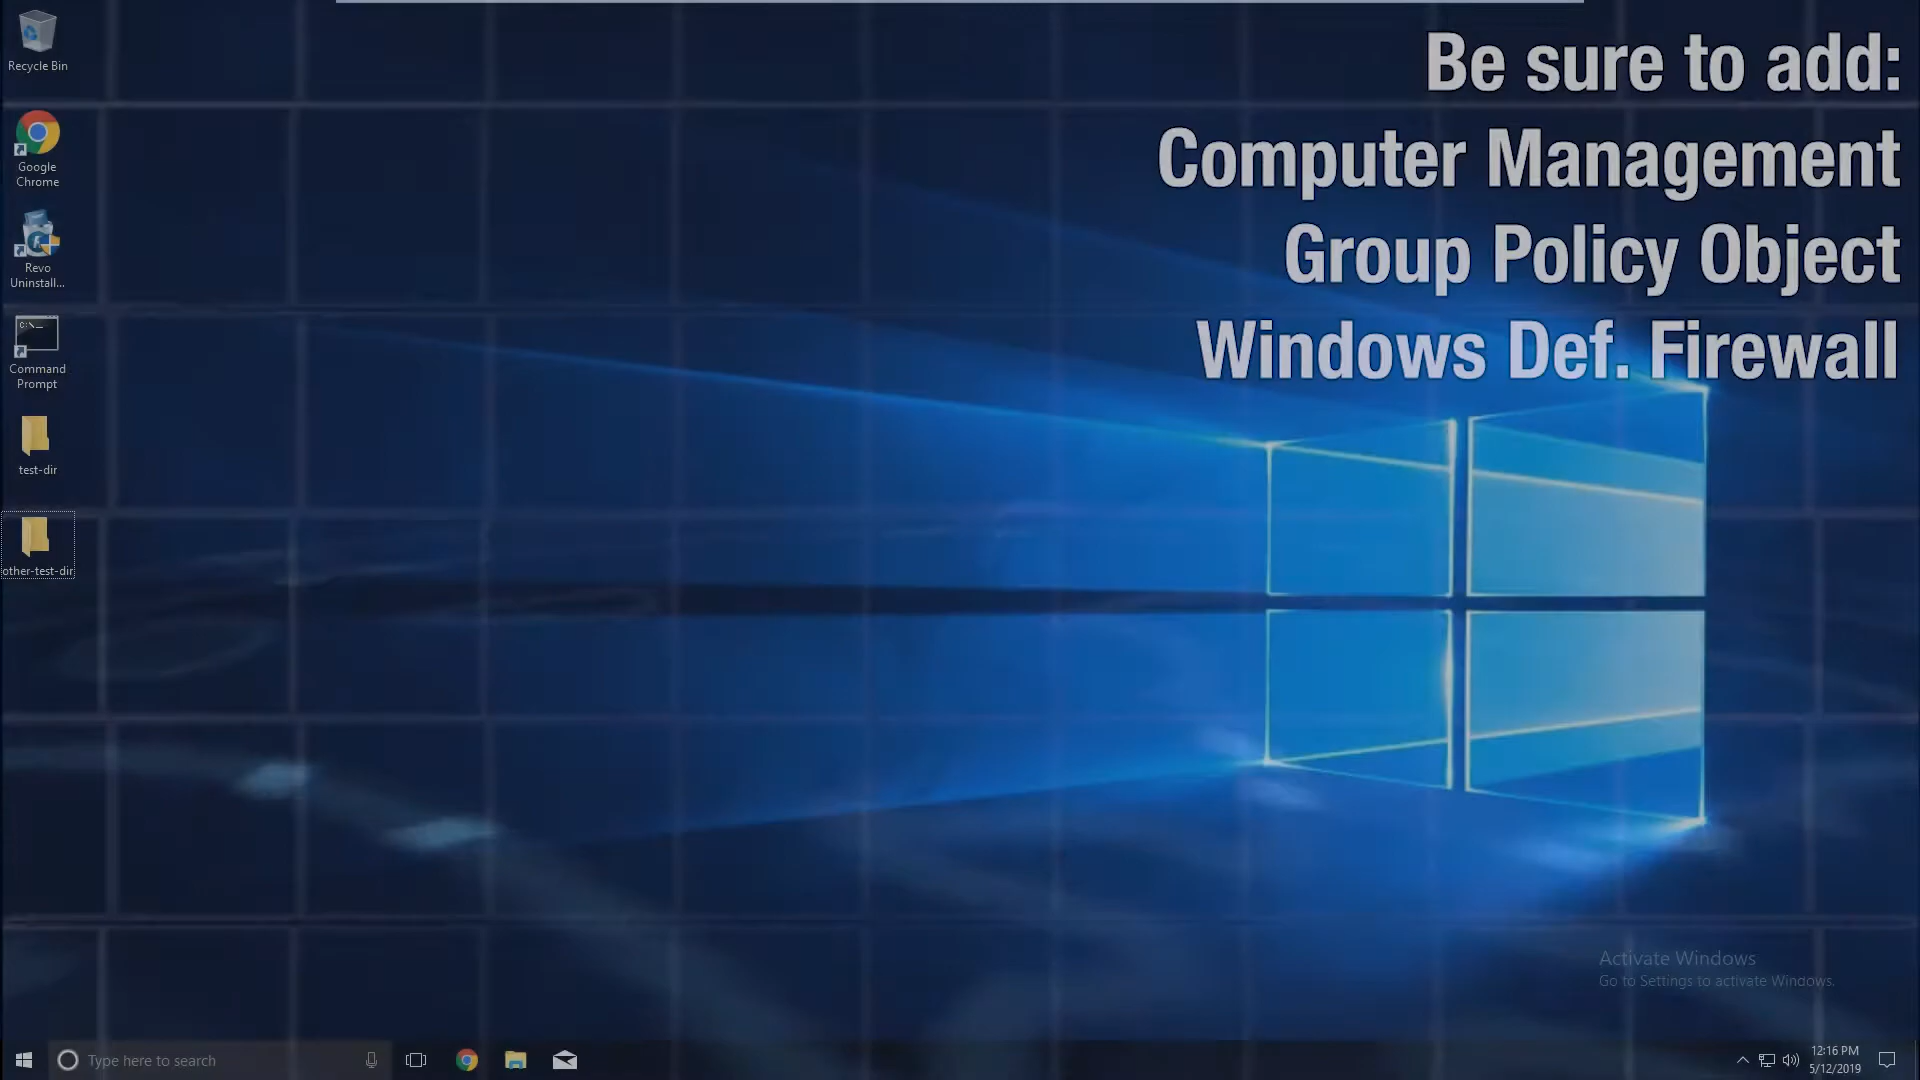 Be sure to add:
Computer Management
Group Policy Object
Windows Def. Firewall
Recycle Bin
Google
Chrome
Revo
Uninstall...
C:\_
Command
Prompt
test-dir
other-test-dir
Activate Windows
Go to Settings to activate Windows.
Type here to search
12:16 PM
5/12/2019